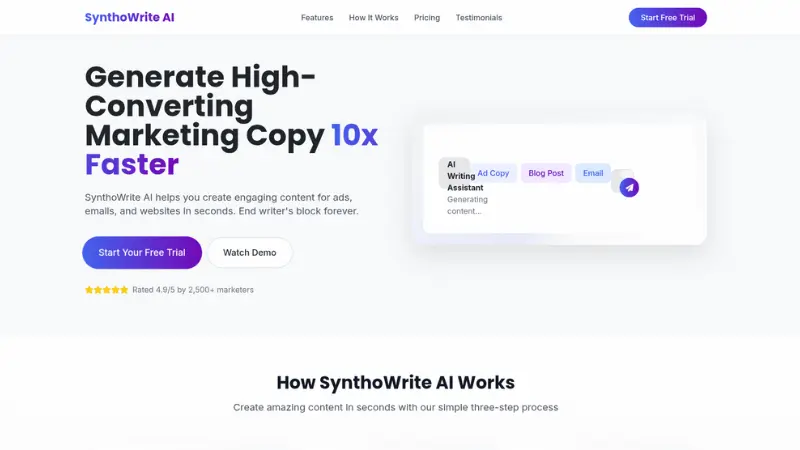 SynthoWrite AI
Features
How It Works
Pricing
Testimonials
Start Free Trial
Generate High-
Converting
Marketing Copy 10x
Faster
SynthoWrite AI helps you create engaging content for ads,
emails, and websites in seconds. End writer's block forever.
Start Your Free Trial
Watch Demo
Rated 4.9/5 by 2,500+ marketers
AI
Writing
Assistant
Generating
content...
Ad Copy
Blog Post
Email
How SynthoWrite AI Works
Create amazing content in seconds with our simple three-step process